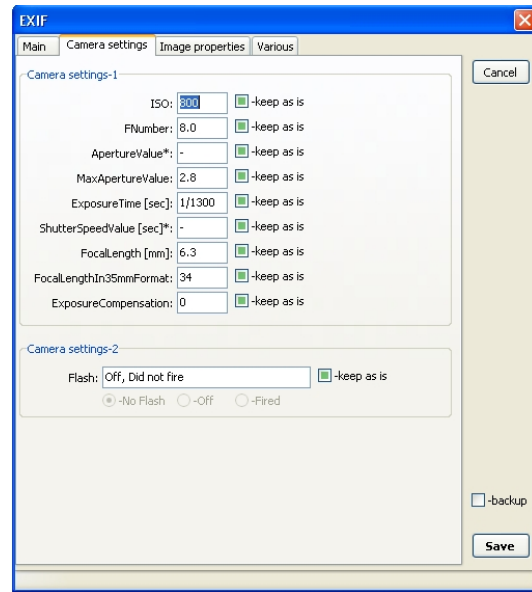 EXIF
Main Camera settings Image properties Various
Cancel
Camera settings-1
ISO: 800 -keep as is
FNumber: 8.0 -keep as is
ApertureValue*: - -keep as is
MaxApertureValue: 2.8 -keep as is
ExposureTime [sec]: 1/1300 -keep as is
ShutterSpeedValue [sec]*: - -keep as is
FocalLength [mm]: 6.3 -keep as is
FocalLengthIn35mmFormat: 34 -keep as is
ExposureCompensation: 0 -keep as is
Camera settings-2
Flash: Off, Did not fire -keep as is
-No Flash -Off -Fired
-backup
Save